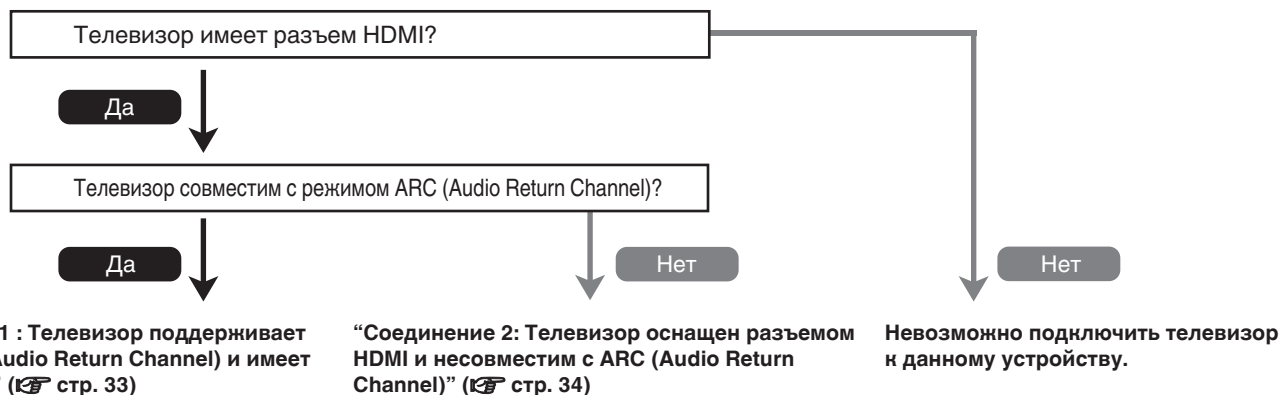 Телевизор имеет разъем HDMI?
Да
Телевизор совместим с режимом ARC (Audio Return Channel)?
Да
Нет
Нет
1 : Телевизор поддерживает
Audio Return Channel) и имеет
” (☞ стр. 33)
“Соединение 2: Телевизор оснащен разъемом
HDMI и несовместим с ARC (Audio Return
Channel)” (☞ стр. 34)
Невозможно подключить телевизор
к данному устройству.